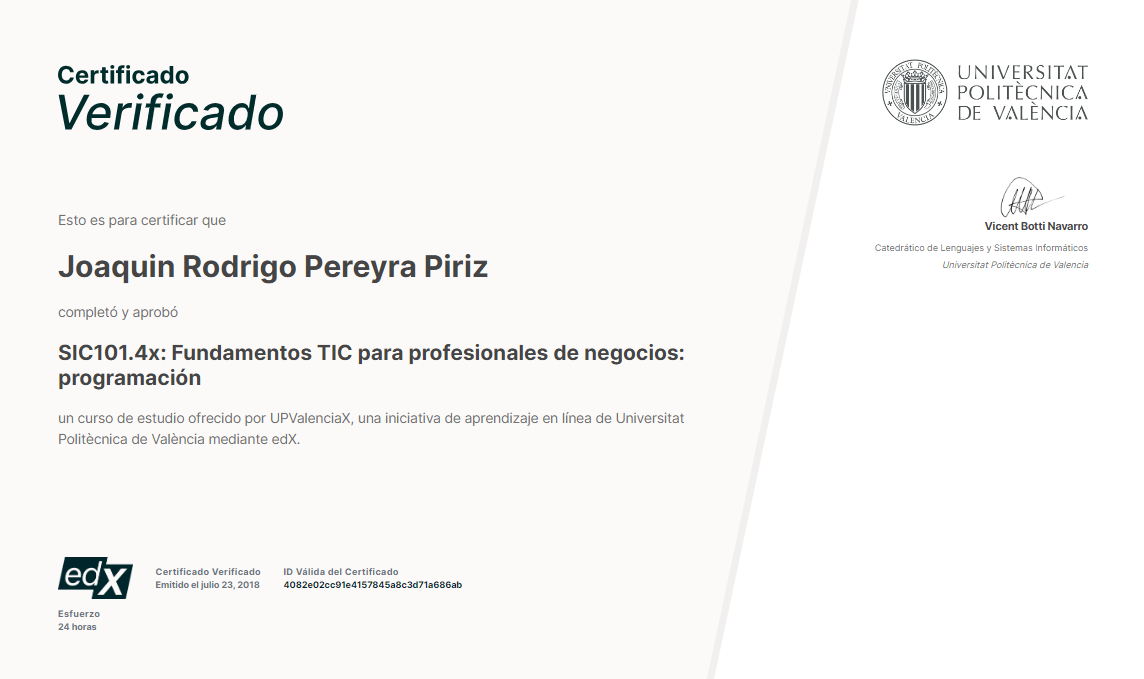 Certificado
Verificado
UNIVERSITAT
POLITÈCNICA
DE VALÈNCIA
UNIVERSITAT POLITÈCNICA
VALENCIA
Vicent Botti Navarro
Catedrático de Lenguajes y Sistemas Informáticos
Universitat Politècnica de Valencia
Esto es para certificar que
Joaquin Rodrigo Pereyra Piriz
completó y aprobó
SIC101.4x: Fundamentos TIC para profesionales de negocios:
programación
un curso de estudio ofrecido por UPValenciaX, una iniciativa de aprendizaje en línea de Universitat
Politècnica de València mediante edX.
edX
Certificado Verificado
Emitido el julio 23, 2018
ID Válida del Certificado
4082e02cc91e4157845a8c3d71a686ab
Esfuerzo
24 horas